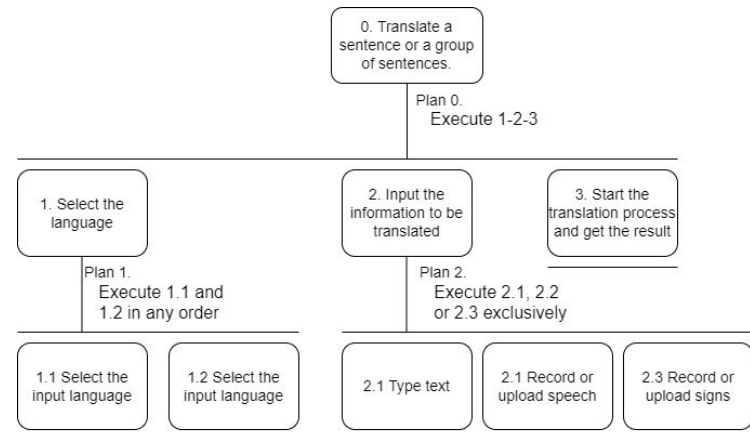 0. Translate a
sentence or a group
of sentences.
Plan 0.
Execute 1-2-3
1. Select the
language
2. Input the
information to be
translated
3. Start the
translation process
and get the result
Plan 1.
Execute 1.1 and
1.2 in any order
Plan 2.
Execute 2.1, 2.2
or 2.3 exclusively
1.1 Select the
input language
1.2 Select the
input language
2.1 Type text
2.1 Record or
upload speech
2.3 Record or
upload signs